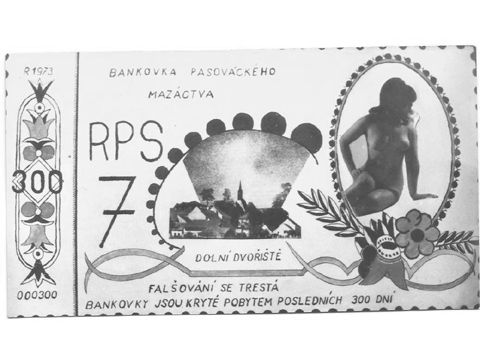 R 1973
BANKOVKA PASOVÁCKÉHO
MAZÁCTVA
RPS
300
7
DOLNÍ DVOŘIŠTĚ
000300
FALŠOVÁNÍ SE TRESTÁ
BANKOVKY JSOU KRYTÉ POBYTEM POSLEDNÍCH 300 DNÍ